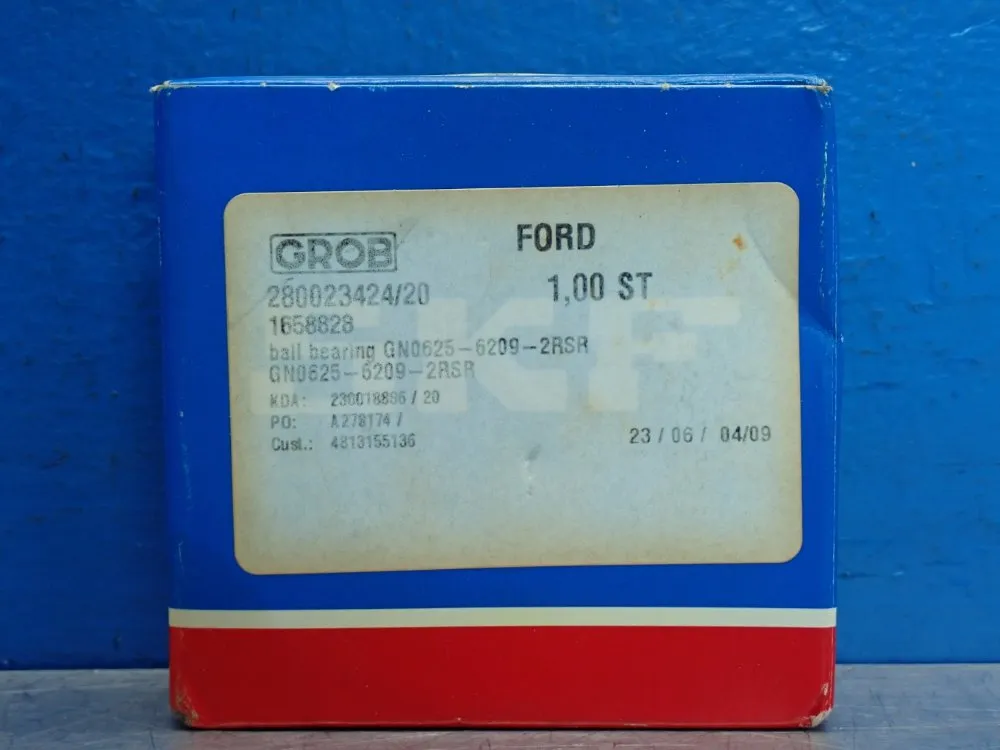 GROB
FORD
280023424/20
1,00 ST
1658828
ball bearing GN0625-6209-2RSR
GN0625-6209-2RSR
KDA: 230018896 / 20
PO: A278174 /
Cust.: 4813155136
23 / 06 / 04/09
SKF